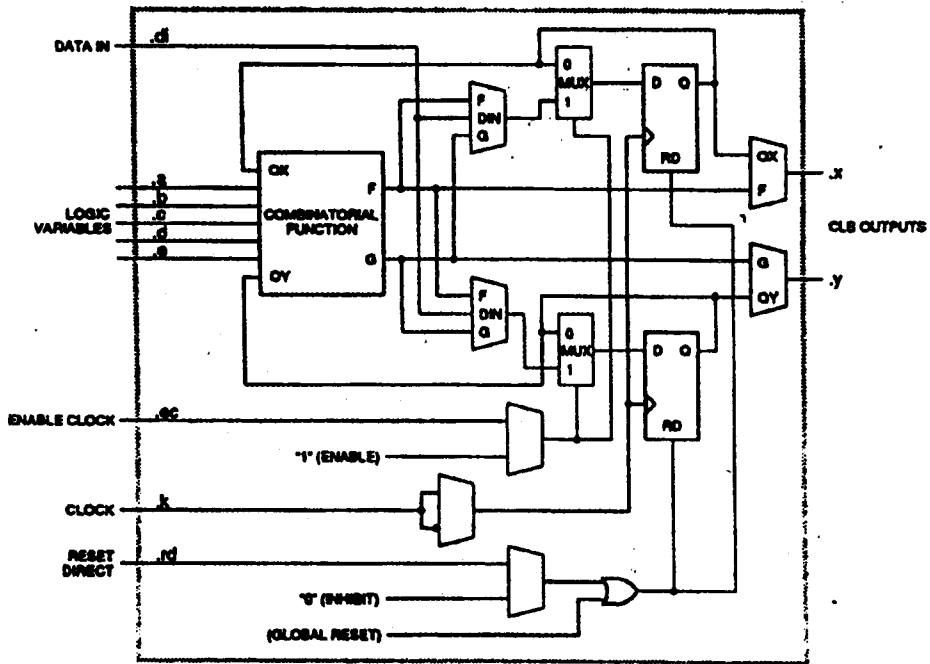 DATA IN
.di
0
MUX
1
D Q
RD
F
DIN
G
QX
F
.x
QX
F
COMBINATORIAL
FUNCTION
G
QY
LOGIC
VARIABLES
.a
.b
.c
.d
.e
CLB OUTPUTS
G
QY
.y
F
DIN
G
0
MUX
1
D Q
RD
ENABLE CLOCK
.ec
"1" (ENABLE)
CLOCK
.k
RESET
DIRECT
.rd
"0" (INHIBIT)
(GLOBAL RESET)